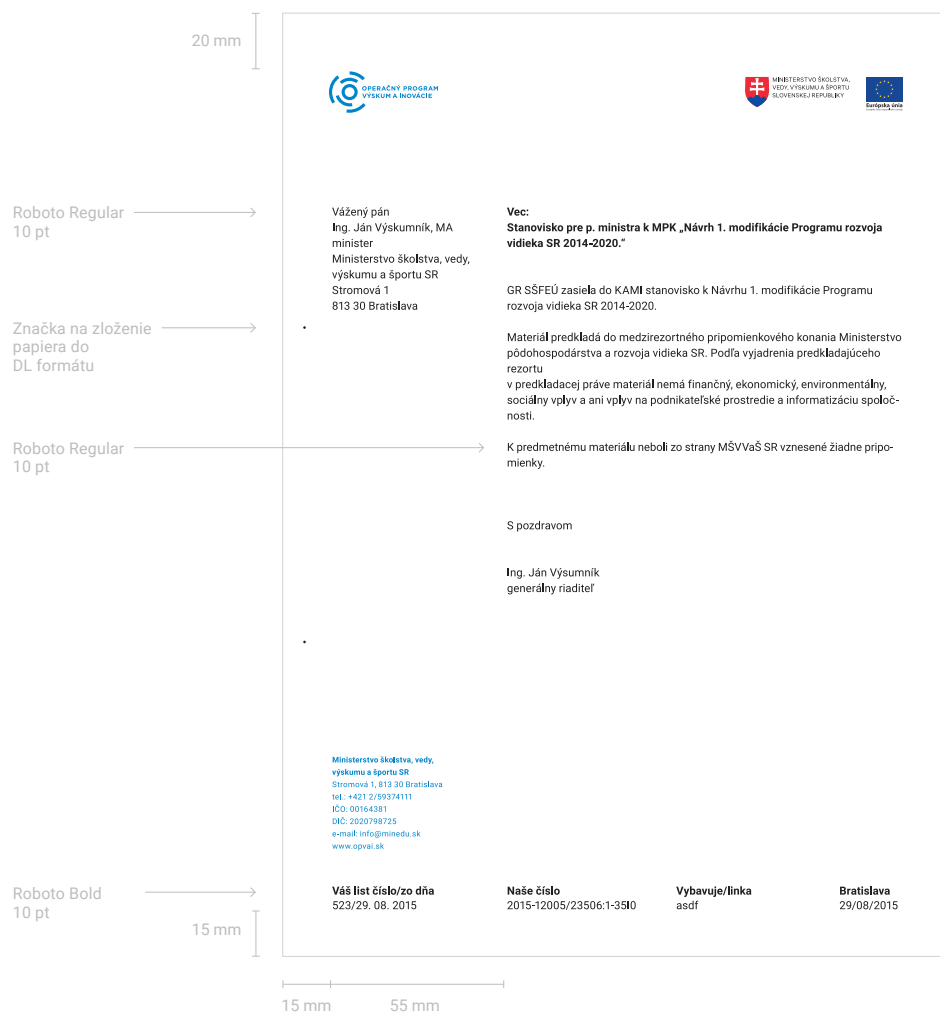 20 mm
OPERAČNÝ PROGRAM
VÝSKUM A INOVÁCIE
MINISTERSTVO ŠKOLSTVA,
VEDY, VÝSKUMU A ŠPORTU
SLOVENSKEJ REPUBLIKY
Európska únia
Roboto Regular
10 pt
Vážený pán
Ing. Ján Výskumník, MA
minister
Ministerstvo školstva, vedy,
výskumu a športu SR
Stromová 1
813 30 Bratislava
Vec:
Stanovisko pre p. ministra k MPK „Návrh 1. modifikácie Programu rozvoja
vidieka SR 2014-2020.“
GR SŠFEÚ zasiela do KAMI stanovisko k Návrhu 1. modifikácie Programu
rozvoja vidieka SR 2014-2020.
Značka na zloženie
papiera do
DL formátu
Materiál predkladá do medzirezortného pripomienkového konania Ministerstvo
pôdohospodárstva a rozvoja vidieka SR. Podľa vyjadrenia predkladajúceho
rezortu
v predkladacej práve materiál nemá finančný, ekonomický, environmentálny,
sociálny vplyv a ani vplyv na podnikateľské prostredie a informatizáciu spoloč-
nosti.
Roboto Regular
10 pt
K predmetnému materiálu neboli zo strany MŠVVaŠ SR vznesené žiadne pripo-
mienky.
S pozdravom
Ing. Ján Výsumník
generálny riaditeľ
Ministerstvo školstva, vedy,
výskumu a športu SR
Stromová 1, 813 30 Bratislava
tel.: +421 2/59374111
IČO: 00164381
DIČ: 2020798725
e-mail: info@minedu.sk
www.opvai.sk
Roboto Bold
10 pt
Váš list číslo/zo dňa
523/29. 08. 2015
Naše číslo
2015-12005/23506:1-35I0
Vybavuje/linka
asdf
Bratislava
29/08/2015
15 mm
15 mm
55 mm